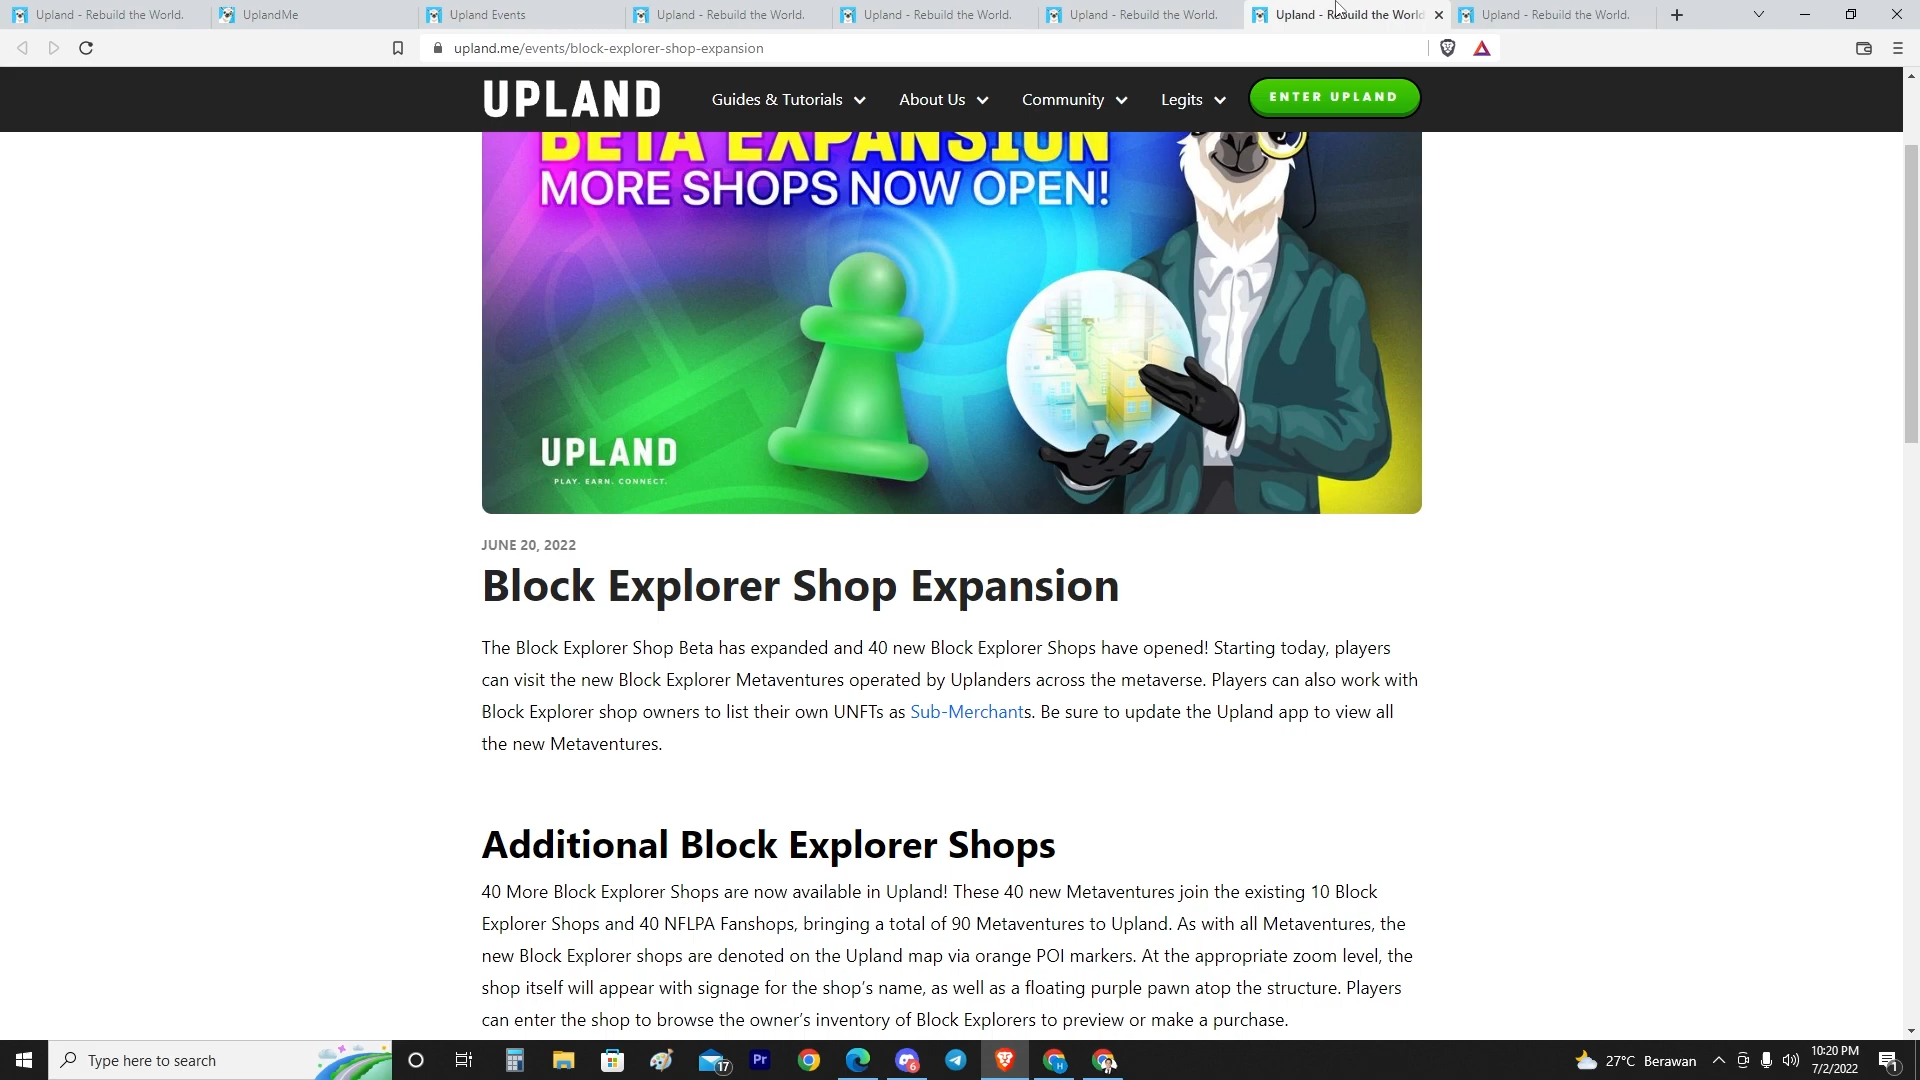 Upland - Rebuild the World.
UplandMe
Upland Events
Upland - Rebuild the World.
Upland - Rebuild the World.
Upland - Rebuild the World.
Upland - Rebuild the World
Upland - Rebuild the World.
upland.me/events/block-explorer-shop-expansion
UPLAND
Guides & Tutorials
About Us
Community
Legits
ENTER UPLAND
BETA EXPANSION
MORE SHOPS NOW OPEN!
UPLAND
PLAY. EARN. CONNECT.
JUNE 20, 2022
Block Explorer Shop Expansion
The Block Explorer Shop Beta has expanded and 40 new Block Explorer Shops have opened! Starting today, players
can visit the new Block Explorer Metaventures operated by Uplanders across the metaverse. Players can also work with
Block Explorer shop owners to list their own UNFTs as Sub-Merchants. Be sure to update the Upland app to view all
the new Metaventures.
Additional Block Explorer Shops
40 More Block Explorer Shops are now available in Upland! These 40 new Metaventures join the existing 10 Block
Explorer Shops and 40 NFLPA Fanshops, bringing a total of 90 Metaventures to Upland. As with all Metaventures, the
new Block Explorer shops are denoted on the Upland map via orange POI markers. At the appropriate zoom level, the
shop itself will appear with signage for the shop's name, as well as a floating purple pawn atop the structure. Players
can enter the shop to browse the owner's inventory of Block Explorers to preview or make a purchase.
Type here to search
17
Pr
6
H
27°C Berawan
10:20 PM
7/2/2022
1